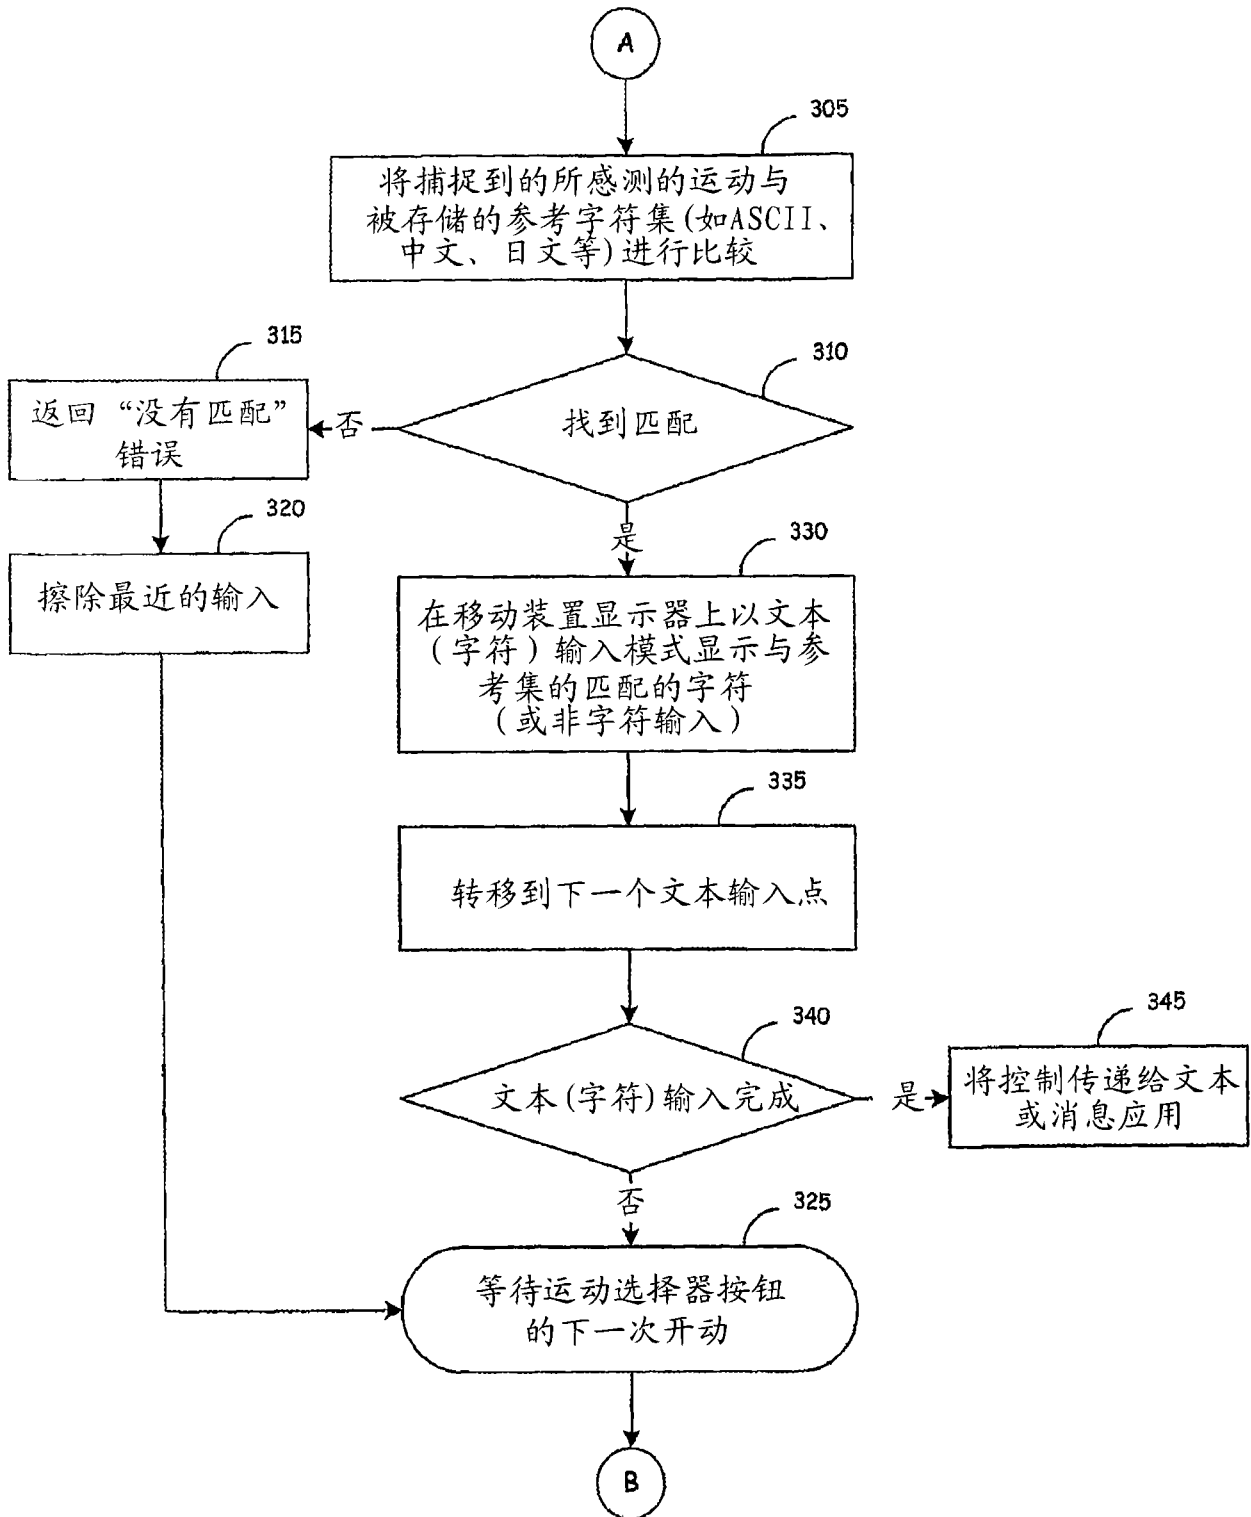 A
305
将捕捉到的所感测的运动与
被存储的参考字符集(如ASCII、
中文、日文等)进行比较
315
310
返回“没有匹配”
错误
否
找到匹配
320
是
330
擦除最近的输入
在移动装置显示器上以文本
(字符)输入模式显示与参
考集的匹配的字符
(或非字符输入)
335
转移到下一个文本输入点
340
345
文本(字符)输入完成
是
将控制传递给文本
或消息应用
否
325
等待运动选择器按钮
的下一次开动
B